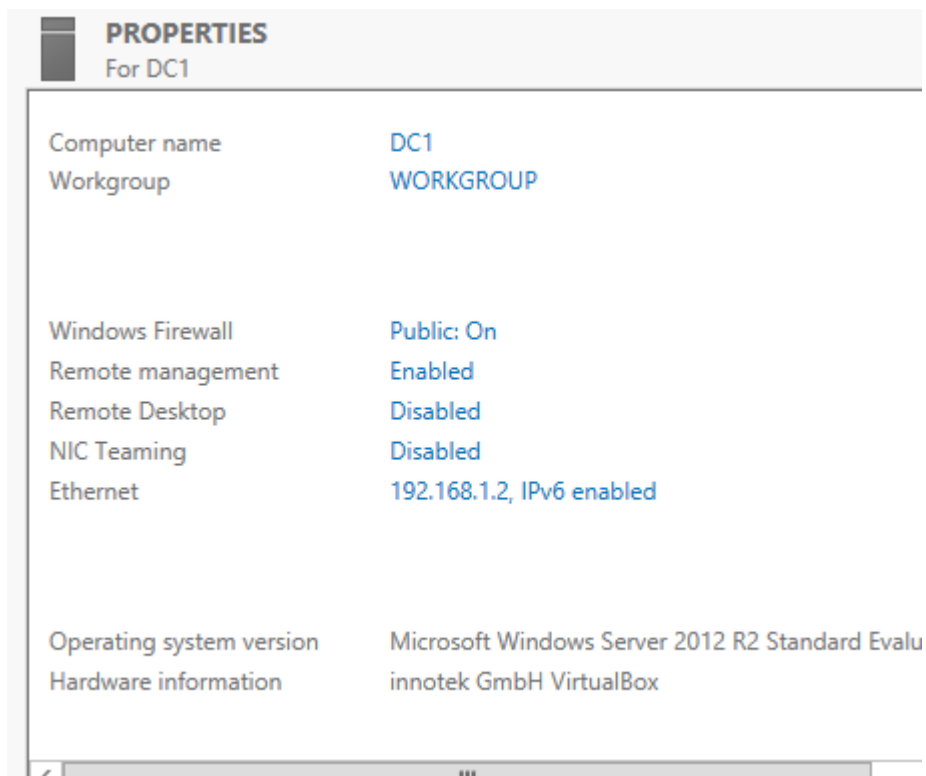 PROPERTIES
For DC1
Computer name DC1
Workgroup WORKGROUP
Windows Firewall Public: On
Remote management Enabled
Remote Desktop Disabled
NIC Teaming Disabled
Ethernet 192.168.1.2, IPv6 enabled
Operating system version Microsoft Windows Server 2012 R2 Standard Evalu
Hardware information innotek GmbH VirtualBox